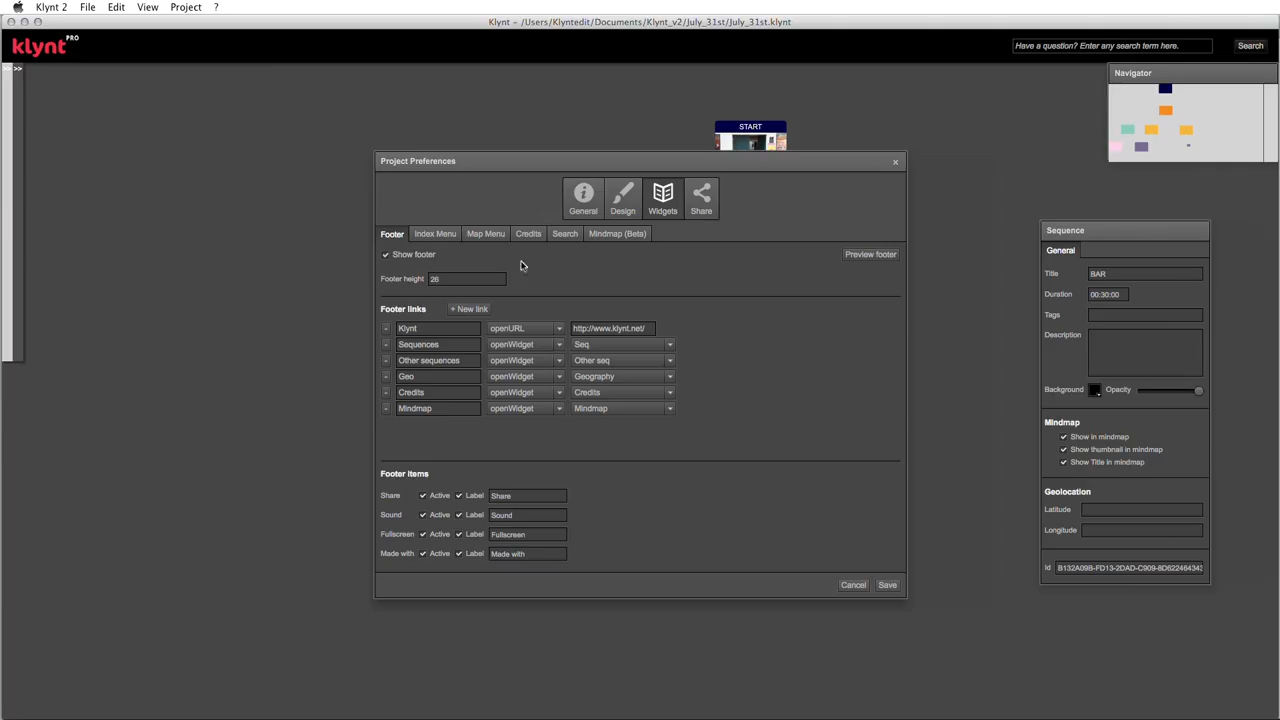 Klynt 2 File Edit View Project ?
Klynt – /Users/Klyntedit/Documents/Klynt_v2/July_31st/July_31st.klynt
klynt PRO
Have a question? Enter any search term here. Search
>> >>
Navigator
START
Project Preferences ×
General Design Widgets Share
Footer Index Menu Map Menu Credits Search Mindmap (Beta)
Show footer Preview footer
Footer height 26
Footer links + New link
- Klynt openURL http://www.klynt.net/
- Sequences openWidget Seq
- Other sequences openWidget Other seq
- Geo openWidget Geography
- Credits openWidget Credits
- Mindmap openWidget Mindmap
Footer items
Share Active Label Share
Sound Active Label Sound
Fullscreen Active Label Fullscreen
Made with Active Label Made with
Cancel Save
Sequence
General
Title BAR
Duration 00:30:00
Tags
Description
Background Opacity
Mindmap
Show in mindmap
Show thumbnail in mindmap
Show Title in mindmap
Geolocation
Latitude
Longitude
Id B132A09B-FD13-2DAD-C909-8D622464343